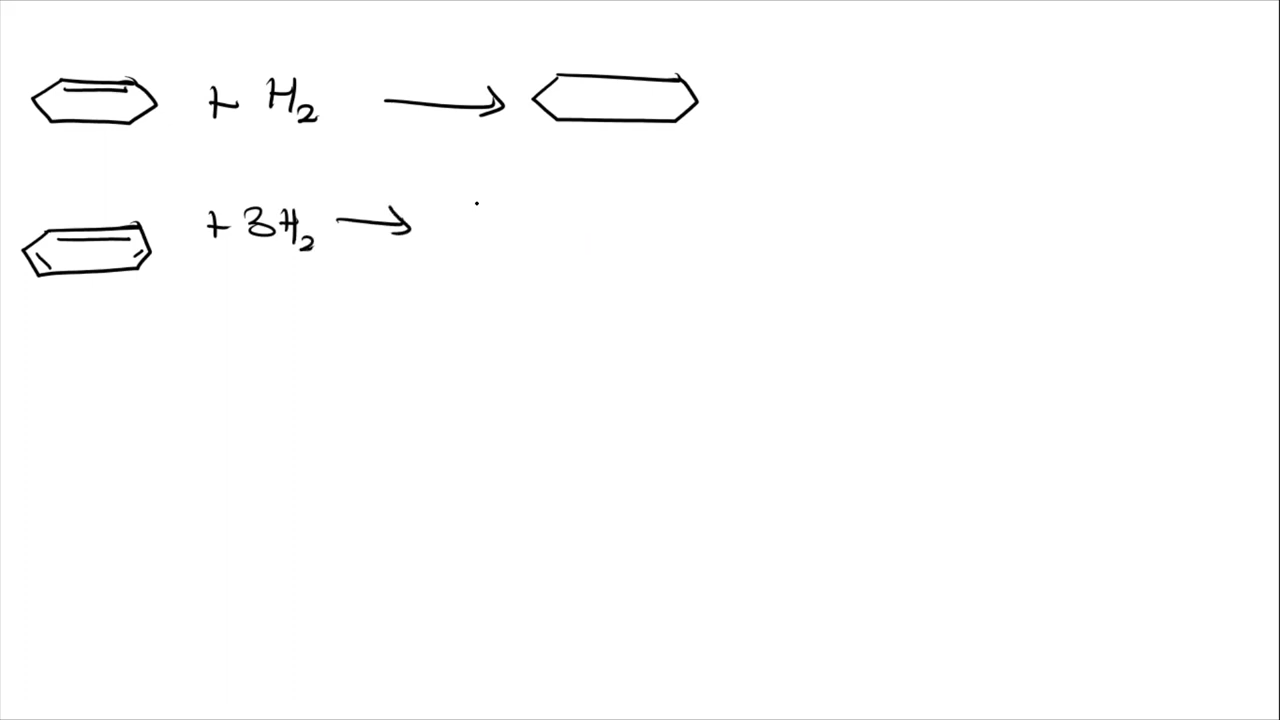 + H₂ →
+ 3H₂ →